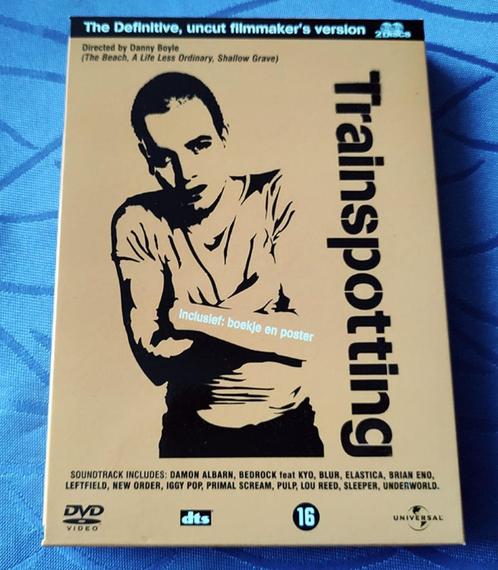 The Definitive, uncut filmmaker's version
2 DISCS
Directed by Danny Boyle
(The Beach, A Life Less Ordinary, Shallow Grave)
Trainspotting
Inclusief: boekje en poster
SOUNDTRACK INCLUDES: DAMON ALBARN, BEDROCK feat KYO, BLUR, ELASTICA, BRIAN ENO,
LEFTFIELD, NEW ORDER, IGGY POP, PRIMAL SCREAM, PULP, LOU REED, SLEEPER, UNDERWORLD.
DVD
VIDEO
dts
16
UNIVERSAL